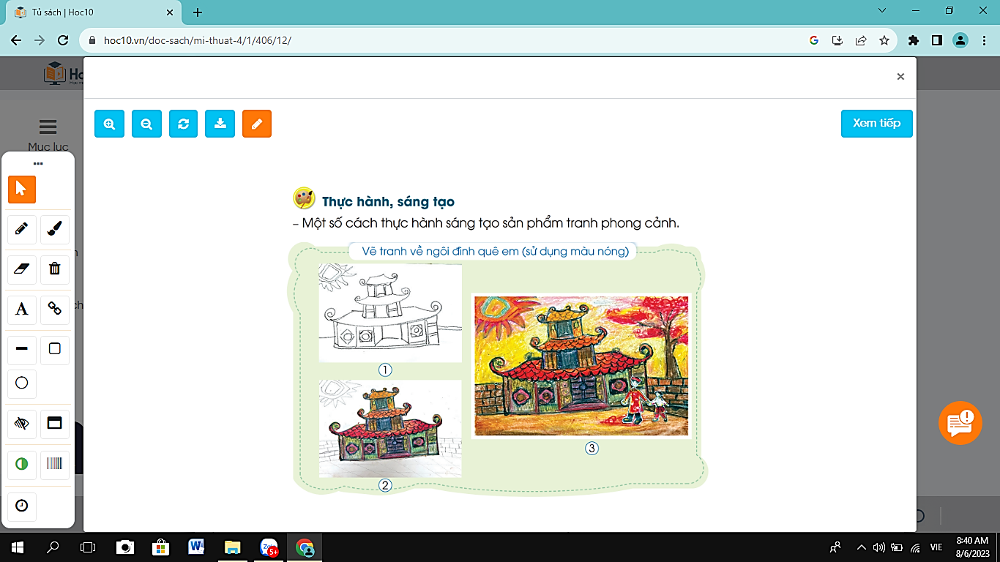 Tủ sách | Hoc10
hoc10.vn/doc-sach/mi-thuat-4/1/406/12/
Mục lục
Xem tiếp
Thực hành, sáng tạo
– Một số cách thực hành sáng tạo sản phẩm tranh phong cảnh.
Vẽ tranh về ngôi đình quê em (sử dụng màu nóng)
1
2
3
A
5+
VIE
8:40 AM
8/6/2023